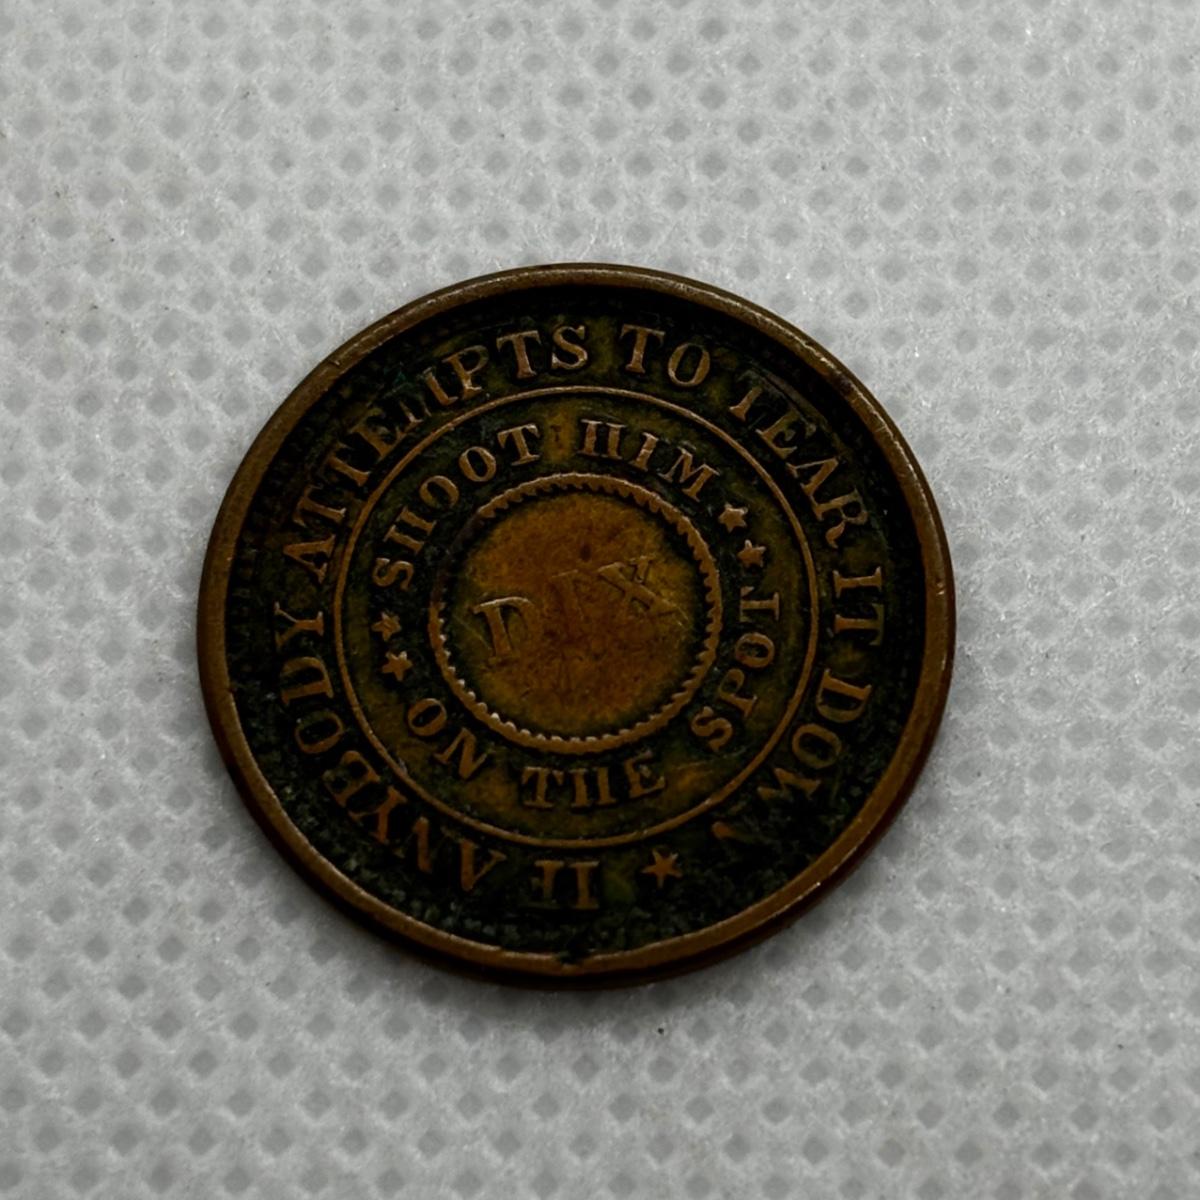 IF ANYBODY ATTEMPTS TO TEAR IT DOWN
SHOOT HIM
ON THE SPOT
DIX